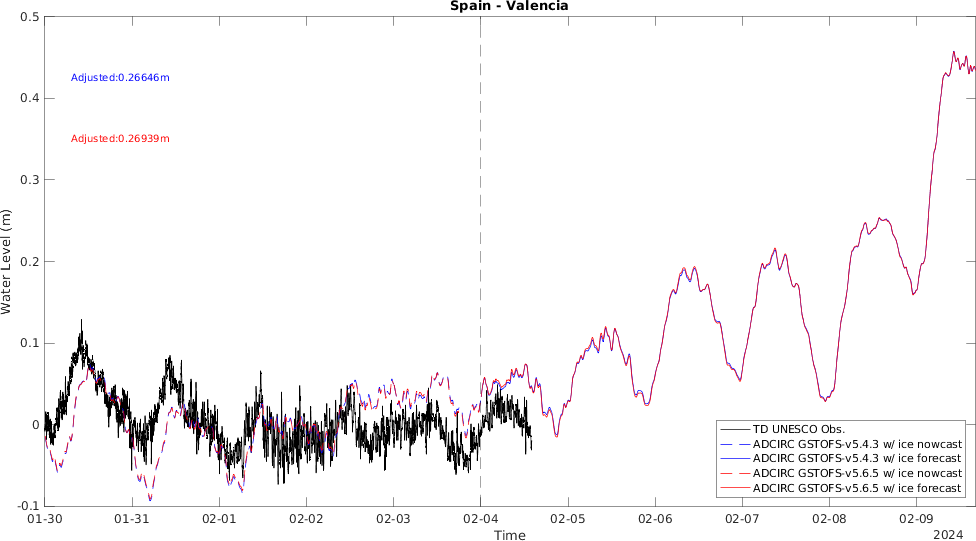 Spain - Valencia
0.5
0.4
0.3
0.2
0.1
0
-0.1
Water Level (m)
Adjusted:0.26646m
Adjusted:0.26939m
TD UNESCO Obs.
ADCIRC GSTOFS-v5.4.3 w/ ice nowcast
ADCIRC GSTOFS-v5.4.3 w/ ice forecast
ADCIRC GSTOFS-v5.6.5 w/ ice nowcast
ADCIRC GSTOFS-v5.6.5 w/ ice forecast
01-30 01-31 02-01 02-02 02-03 02-04 02-05 02-06 02-07 02-08 02-09
Time
2024